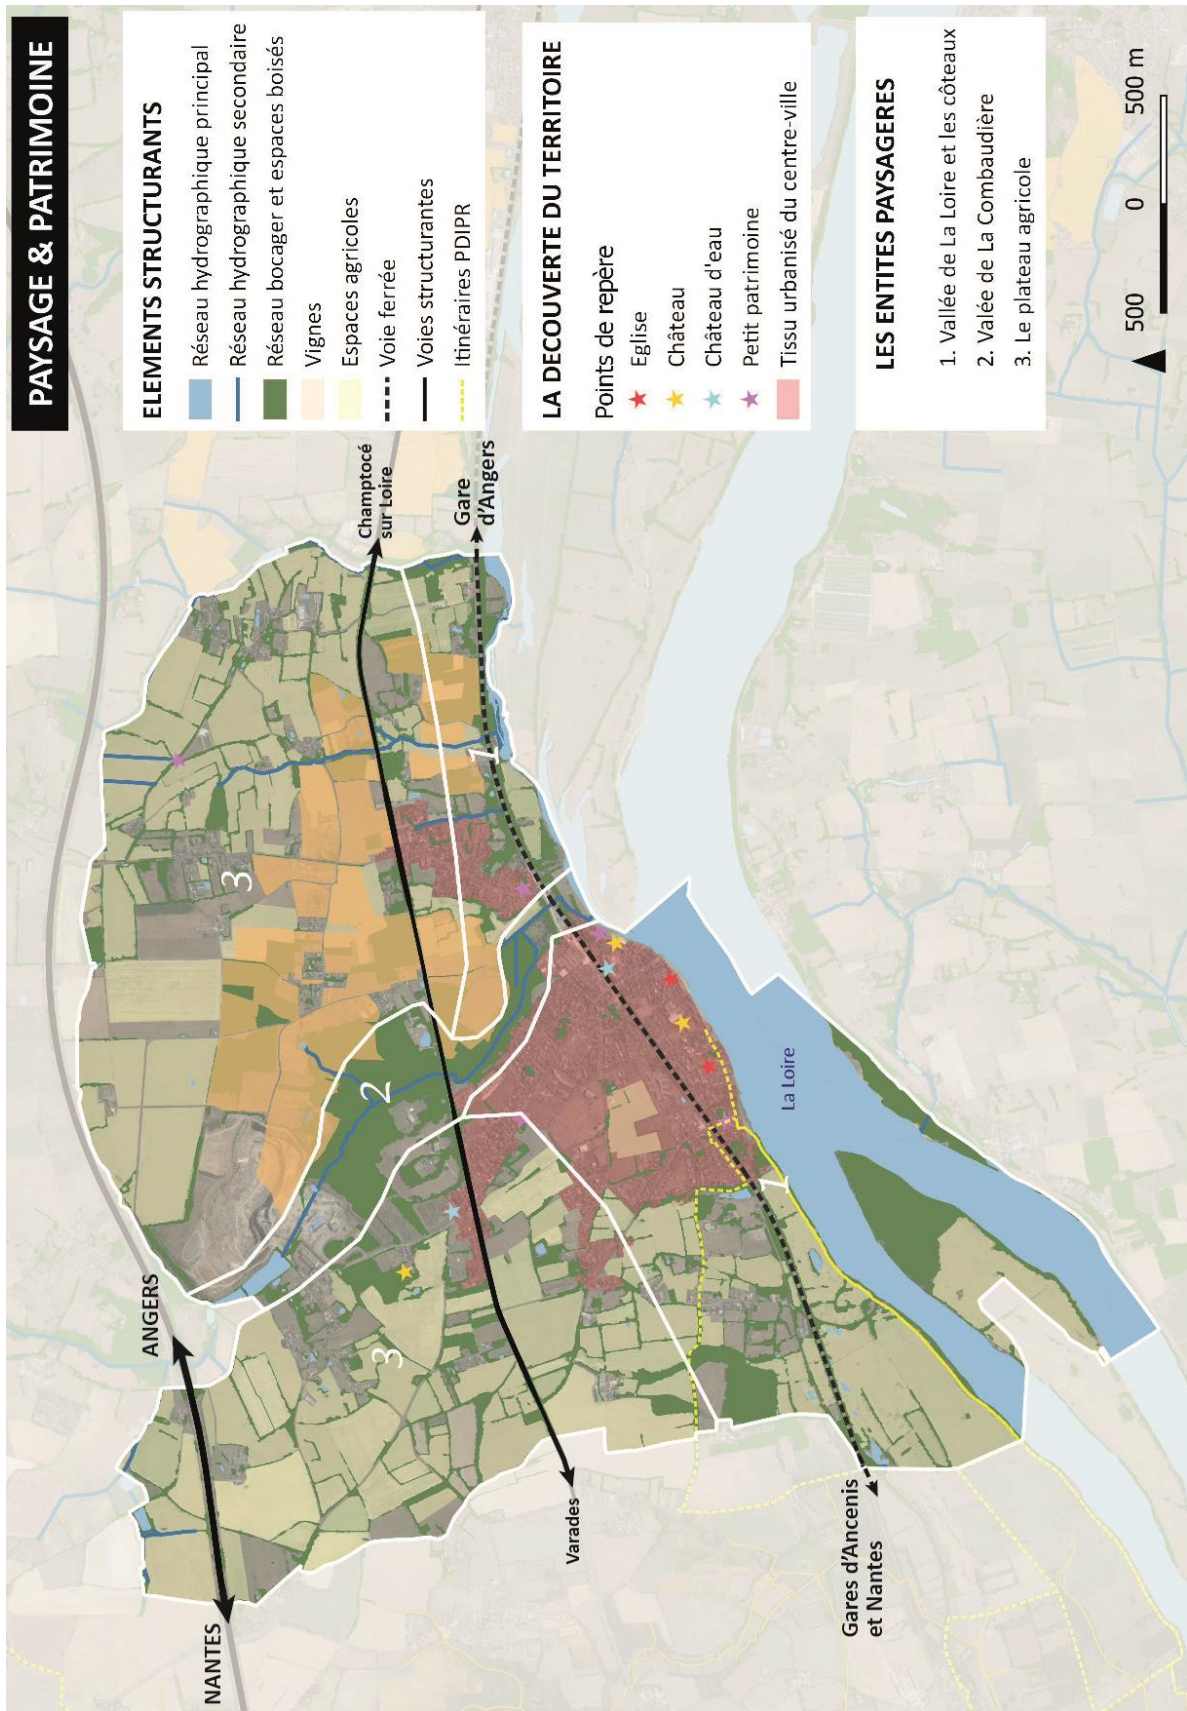 PAYSAGE & PATRIMOINE
ELEMENTS STRUCTURANTS
Réseau hydrographique principal
Réseau hydrographique secondaire
Réseau bocager et espaces boisés
Vignes
Espaces agricoles
Voie ferrée
Voies structurantes
Itinéraires PDIPR
LA DECOUVERTE DU TERRITOIRE
Points de repère
Eglise
Château
Château d'eau
Petit patrimoine
Tissu urbanisé du centre-ville
LES ENTITES PAYSAGERES
1. Vallée de La Loire et les côteaux
2. Valée de La Combaudière
3. Le plateau agricole
500
0
500 m
NANTES
ANGERS
Champtocé
sur Loire
Gare
d'Angers
Varades
Gares d'Ancenis
et Nantes
La Loire
3
3
2
1
1